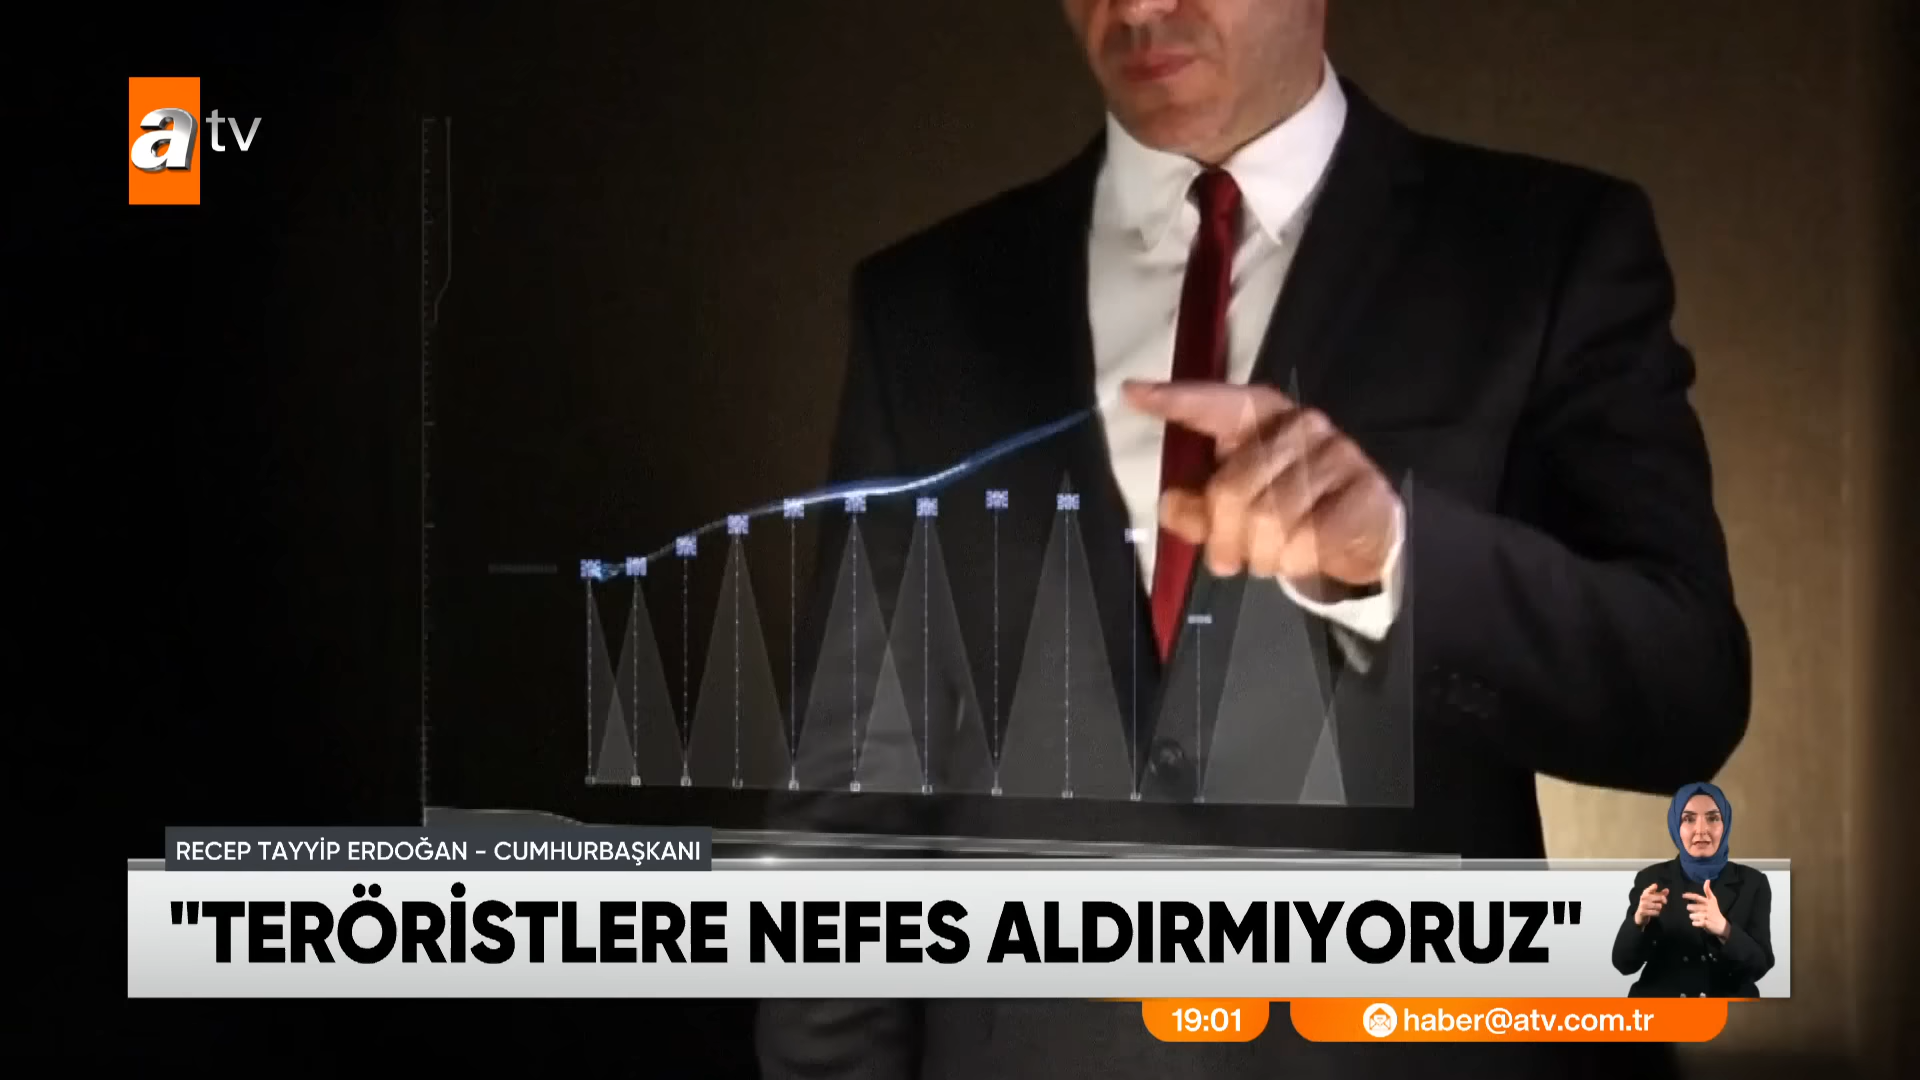 atv
RECEP TAYYİP ERDOĞAN - CUMHURBAŞKANI
"TERÖRİSTLERE NEFES ALDIRMIYORUZ"
19:01
haber@atv.com.tr